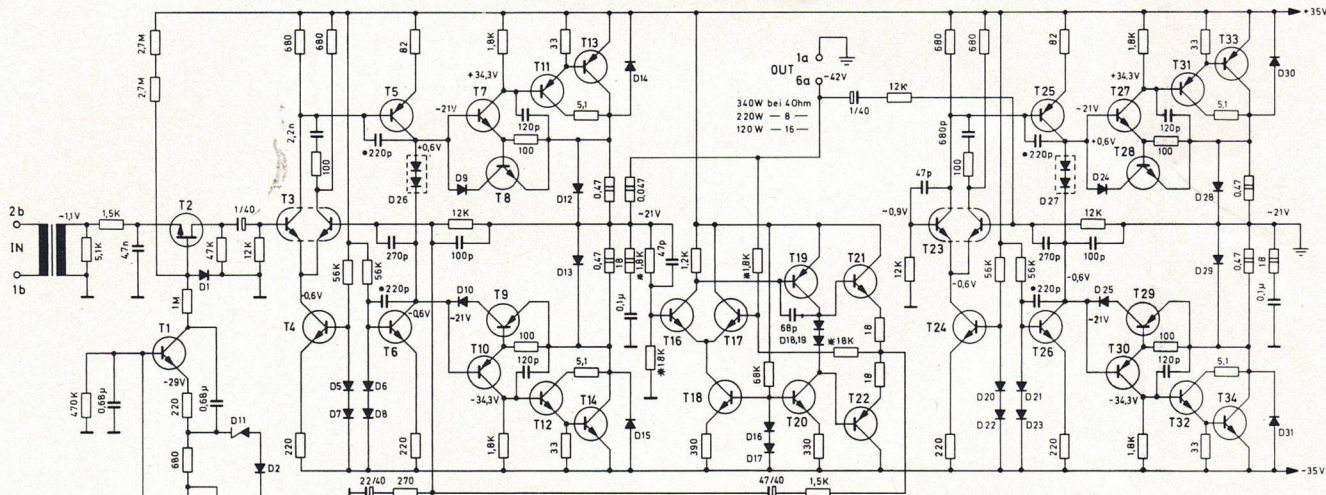 +35V
2,7M
2,7M
680
680
82
1,8K
33
T13
T11
T5
T7
+34,3V
~21V
D14
5,1
120p
100
2,2n
100
•220p
+0,6V
D26
D9
T8
D12
0,47
0,047
1a
OUT
6a
~42V
340W bei 4Ohm
220W — 8 —
120W — 16 —
1/40
12K
680
680
82
1,8K
33
T33
T31
T25
T27
+34,3V
~21V
D30
5,1
120p
100
680p
100
•220p
+0,6V
D27
D24
T28
D28
0,47
47p
2b
IN
1b
~1,1V
1,5K
5,1K
4,7n
T2
47K
1/40
12K
T3
D1
1M
12K
270p
100p
~21V
D13
0,47
18
✱1,8K
47p
0,1µ
1,2K
✱1,8K
T19
T21
~0,9V
T23
12K
12K
270p
100p
~21V
D29
0,47
18
0,1µ
56K
56K
•220p
-0,6V
-0,6V
D10
~21V
T9
T4
T6
T10
100
120p
5,1
-34,3V
T12
T14
D15
T16
T17
✱18K
68p
D18,19
✱18K
18
18
68K
T18
T20
T22
D16
D17
390
330
56K
56K
•220p
-0,6V
-0,6V
D25
~21V
T29
T24
T26
T30
100
120p
5,1
-34,3V
T32
T34
D31
T1
-29V
470K
0,68µ
220
0,68µ
D11
680
D2
D5
D6
D7
D8
220
220
1,8K
33
D20
D21
D22
D23
220
220
1,8K
33
-35V
22/40
270
47/40
1,5K